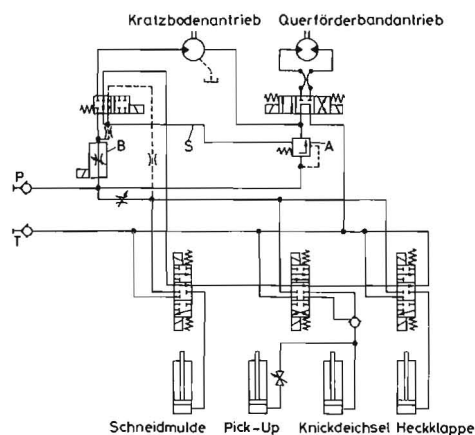 Kratzbodenantrieb Querförderbandantrieb
B
S
A
P
T
Schneidmulde Pick-Up Knickdeichsel Heckklappe